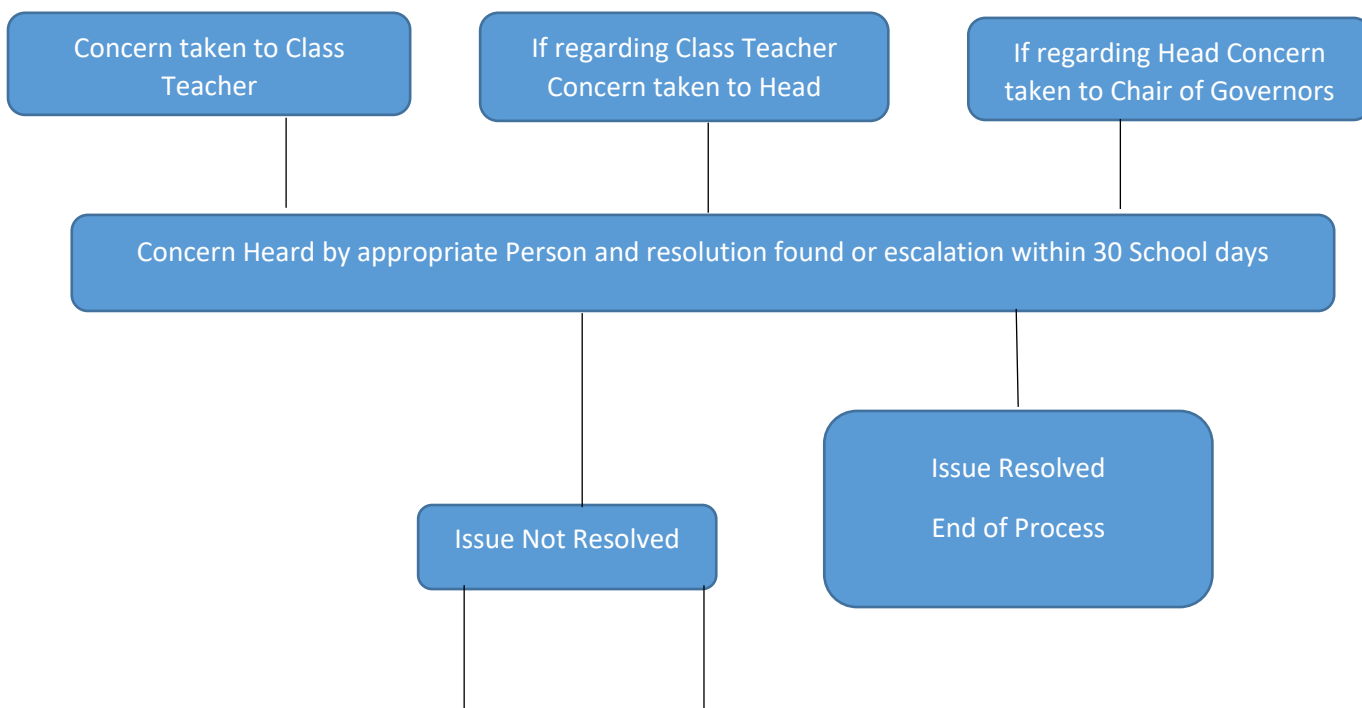 Concern taken to Class
Teacher
If regarding Class Teacher
Concern taken to Head
If regarding Head Concern
taken to Chair of Governors
Concern Heard by appropriate Person and resolution found or escalation within 30 School days
Issue Resolved
End of Process
Issue Not Resolved